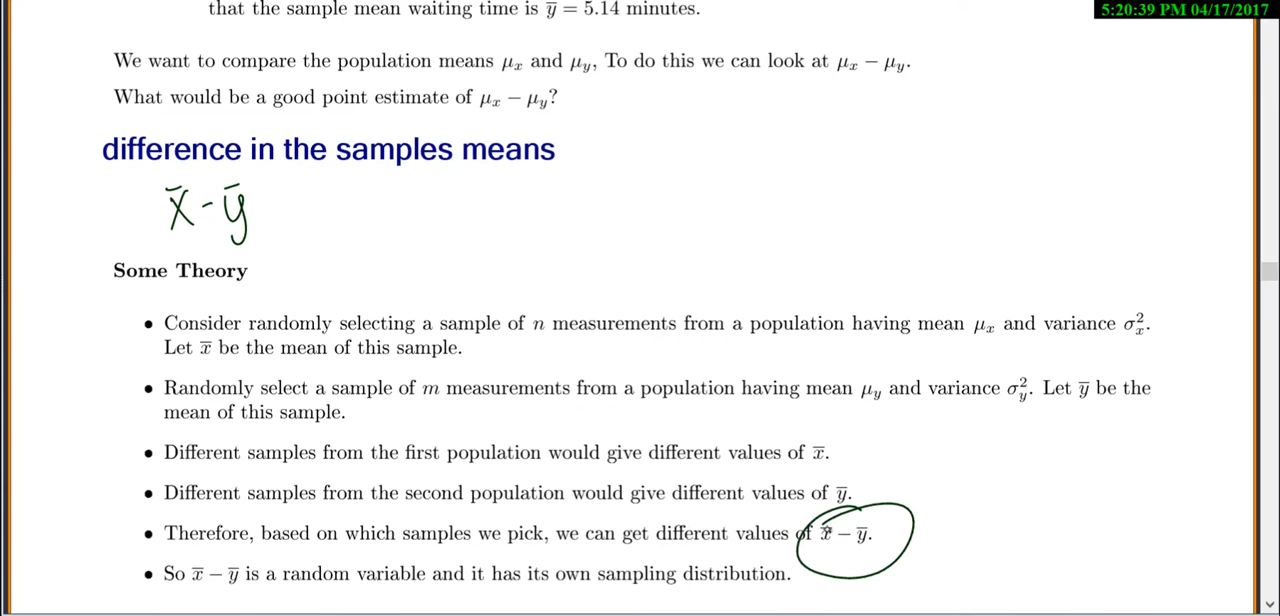 that the sample mean waiting time is y̅ = 5.14 minutes.
5:20:39 PM 04/17/2017
We want to compare the population means μₓ and μ_y, To do this we can look at μₓ − μ_y.
What would be a good point estimate of μₓ − μ_y?
difference in the samples means
x̅ - y̅
Some Theory
• Consider randomly selecting a sample of n measurements from a population having mean μₓ and variance σ²ₓ.
Let x̅ be the mean of this sample.
• Randomly select a sample of m measurements from a population having mean μ_y and variance σ²_y. Let y̅ be the
mean of this sample.
• Different samples from the first population would give different values of x̅.
• Different samples from the second population would give different values of y̅.
• Therefore, based on which samples we pick, we can get different values of x̅ − y̅.
• So x̅ − y̅ is a random variable and it has its own sampling distribution.